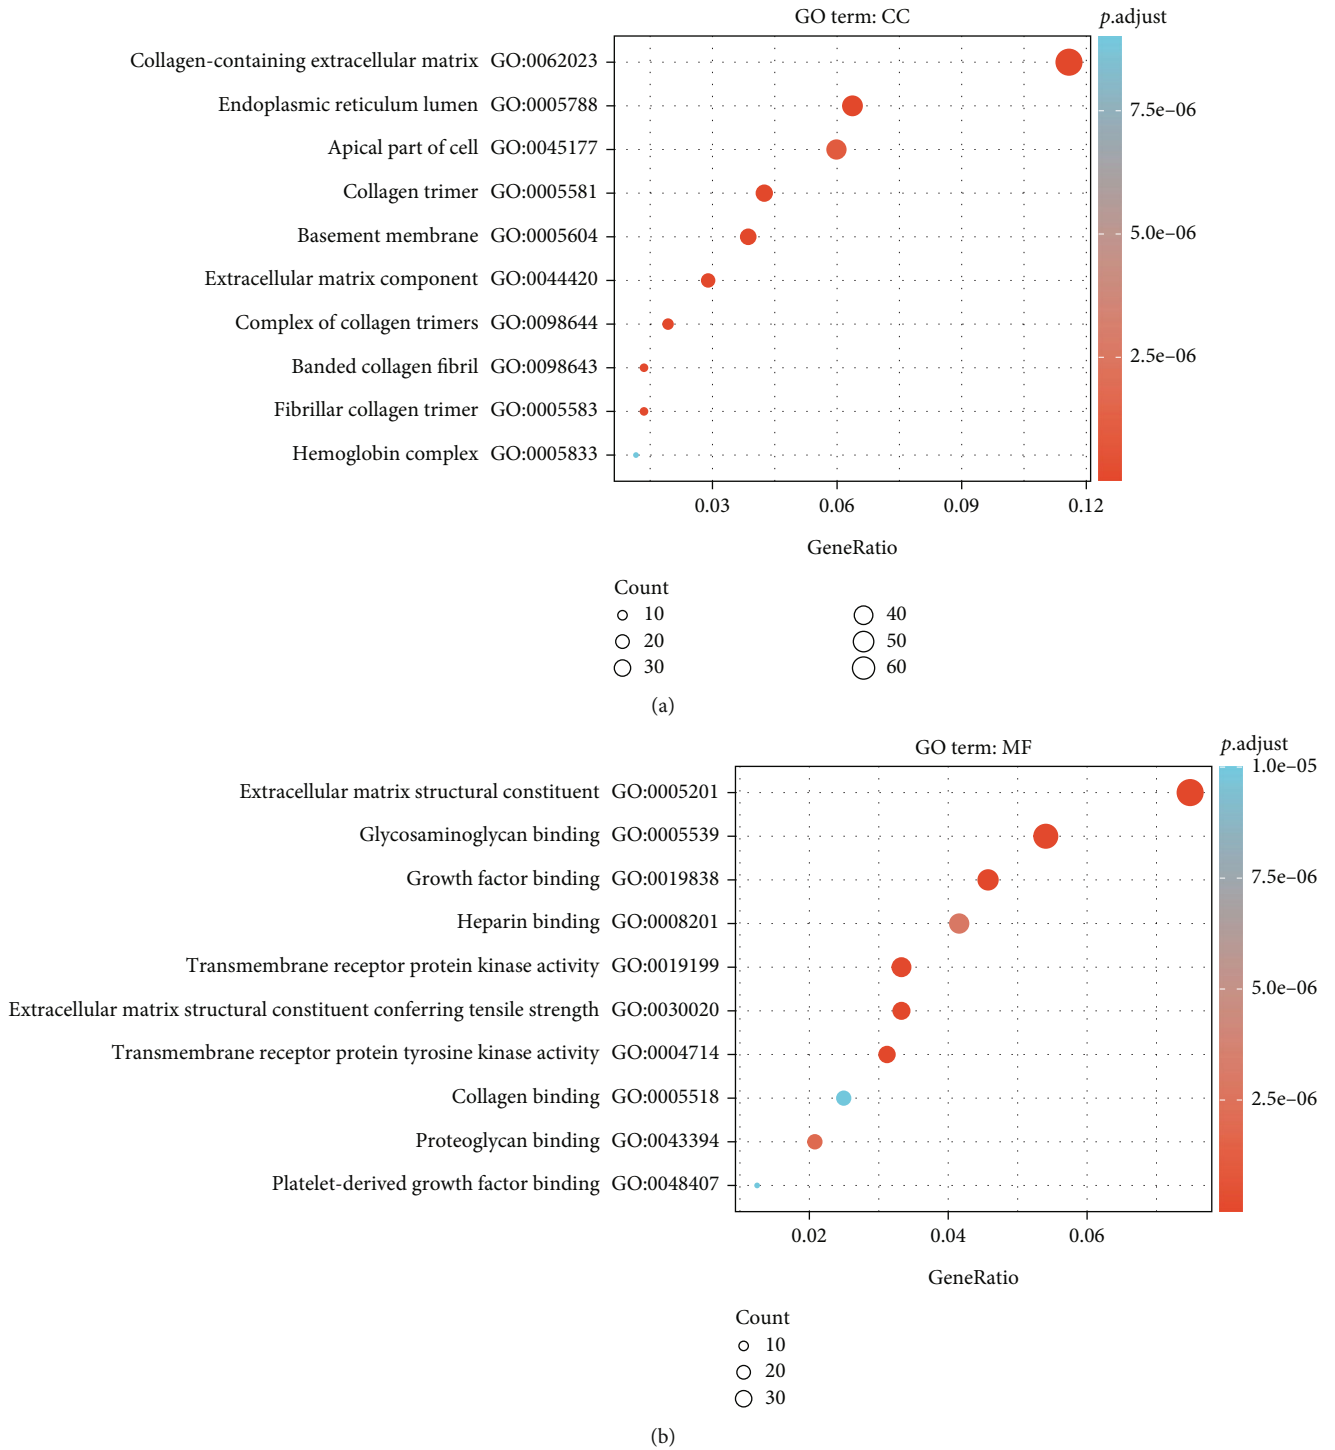 GO term: CC
p.adjust
Collagen-containing extracellular matrix GO:0062023
Endoplasmic reticulum lumen GO:0005788
Apical part of cell GO:0045177
Collagen trimer GO:0005581
Basement membrane GO:0005604
Extracellular matrix component GO:0044420
Complex of collagen trimers GO:0098644
Banded collagen fibril GO:0098643
Fibrillar collagen trimer GO:0005583
Hemoglobin complex GO:0005833
7.5e–06
5.0e–06
2.5e–06
0.03 0.06 0.09 0.12
GeneRatio
Count
10 40
20 50
30 60
(a)
GO term: MF
p.adjust
Extracellular matrix structural constituent GO:0005201
Glycosaminoglycan binding GO:0005539
Growth factor binding GO:0019838
Heparin binding GO:0008201
Transmembrane receptor protein kinase activity GO:0019199
Extracellular matrix structural constituent conferring tensile strength GO:0030020
Transmembrane receptor protein tyrosine kinase activity GO:0004714
Collagen binding GO:0005518
Proteoglycan binding GO:0043394
Platelet-derived growth factor binding GO:0048407
1.0e–05
7.5e–06
5.0e–06
2.5e–06
0.02 0.04 0.06
GeneRatio
Count
10
20
30
(b)